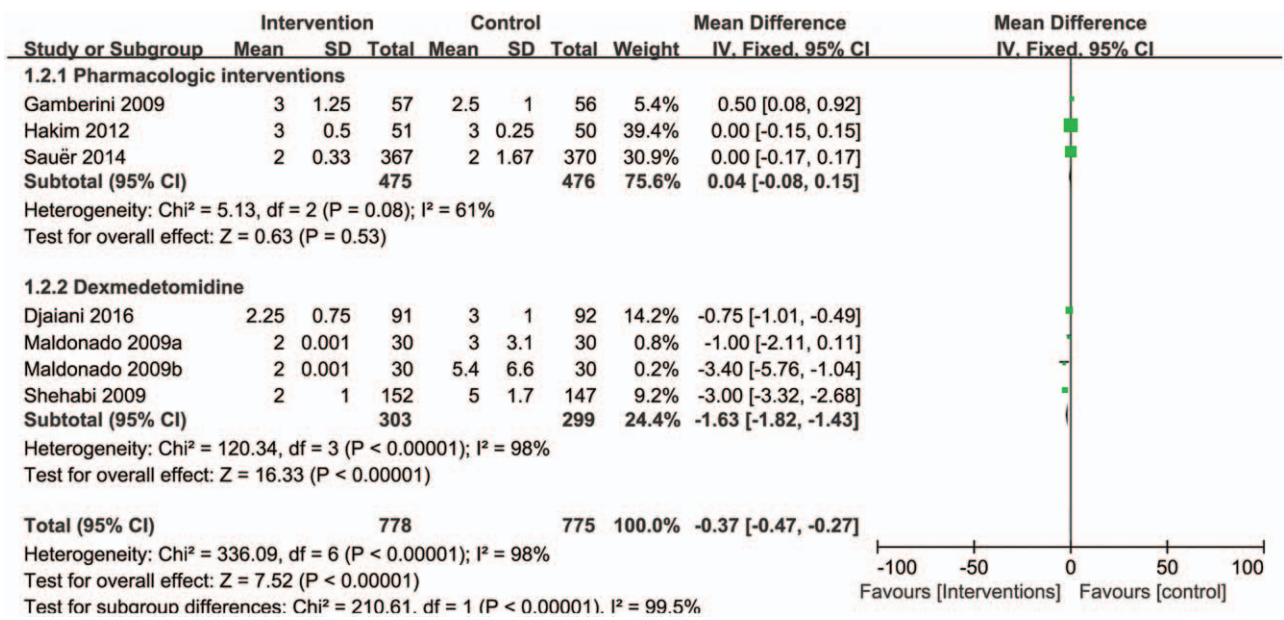 Intervention Control Mean Difference Mean Difference
Study or Subgroup Mean SD Total Mean SD Total Weight IV, Fixed, 95% CI IV, Fixed, 95% CI
1.2.1 Pharmacologic interventions
Gamberini 2009 3 1.25 57 2.5 1 56 5.4% 0.50 [0.08, 0.92]
Hakim 2012 3 0.5 51 3 0.25 50 39.4% 0.00 [-0.15, 0.15]
Sauër 2014 2 0.33 367 2 1.67 370 30.9% 0.00 [-0.17, 0.17]
Subtotal (95% CI) 475 476 75.6% 0.04 [-0.08, 0.15]
Heterogeneity: Chi² = 5.13, df = 2 (P = 0.08); I² = 61%
Test for overall effect: Z = 0.63 (P = 0.53)
1.2.2 Dexmedetomidine
Djaiani 2016 2.25 0.75 91 3 1 92 14.2% -0.75 [-1.01, -0.49]
Maldonado 2009a 2 0.001 30 3 3.1 30 0.8% -1.00 [-2.11, 0.11]
Maldonado 2009b 2 0.001 30 5.4 6.6 30 0.2% -3.40 [-5.76, -1.04]
Shehabi 2009 2 1 152 5 1.7 147 9.2% -3.00 [-3.32, -2.68]
Subtotal (95% CI) 303 299 24.4% -1.63 [-1.82, -1.43]
Heterogeneity: Chi² = 120.34, df = 3 (P < 0.00001); I² = 98%
Test for overall effect: Z = 16.33 (P < 0.00001)
Total (95% CI) 778 775 100.0% -0.37 [-0.47, -0.27]
Heterogeneity: Chi² = 336.09, df = 6 (P < 0.00001); I² = 98%
Test for overall effect: Z = 7.52 (P < 0.00001)
Test for subgroup differences: Chi² = 210.61, df = 1 (P < 0.00001), I² = 99.5%
-100 -50 0 50 100
Favours [Interventions] Favours [control]